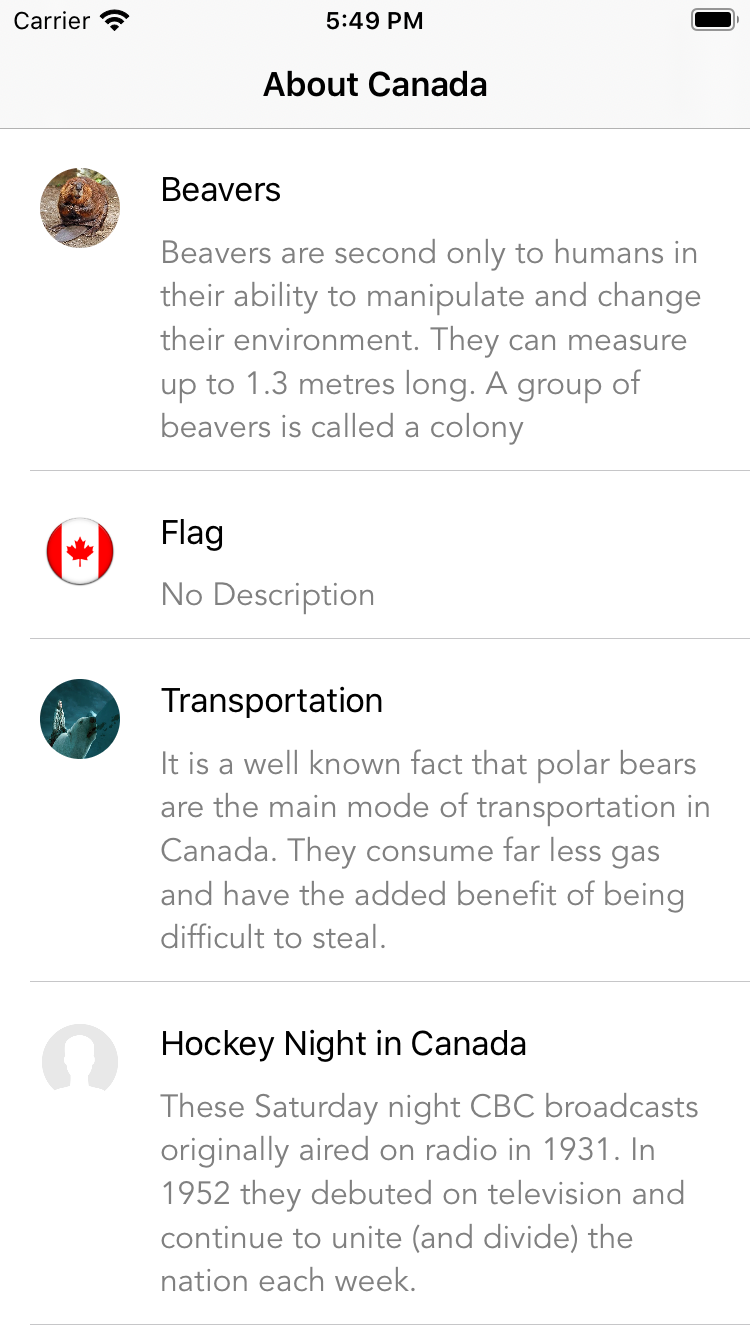 Carrier 5:49 PM
About Canada
Beavers
Beavers are second only to humans in
their ability to manipulate and change
their environment. They can measure
up to 1.3 metres long. A group of
beavers is called a colony
Flag
No Description
Transportation
It is a well known fact that polar bears
are the main mode of transportation in
Canada. They consume far less gas
and have the added benefit of being
difficult to steal.
Hockey Night in Canada
These Saturday night CBC broadcasts
originally aired on radio in 1931. In
1952 they debuted on television and
continue to unite (and divide) the
nation each week.